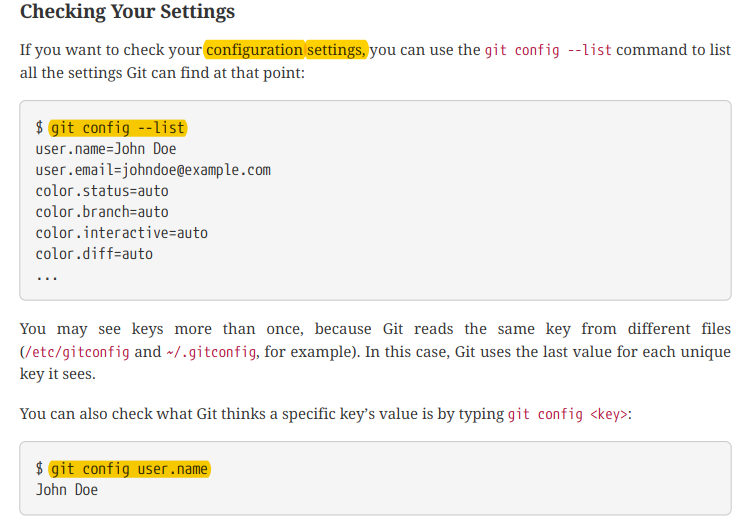 Checking Your Settings
If you want to check your configuration settings, you can use the git config --list command to list
all the settings Git can find at that point:
$ git config --list
user.name=John Doe
user.email=johndoe@example.com
color.status=auto
color.branch=auto
color.interactive=auto
color.diff=auto
...
You may see keys more than once, because Git reads the same key from different files
(/etc/gitconfig and ~/.gitconfig, for example). In this case, Git uses the last value for each unique
key it sees.
You can also check what Git thinks a specific key’s value is by typing git config <key>:
$ git config user.name
John Doe